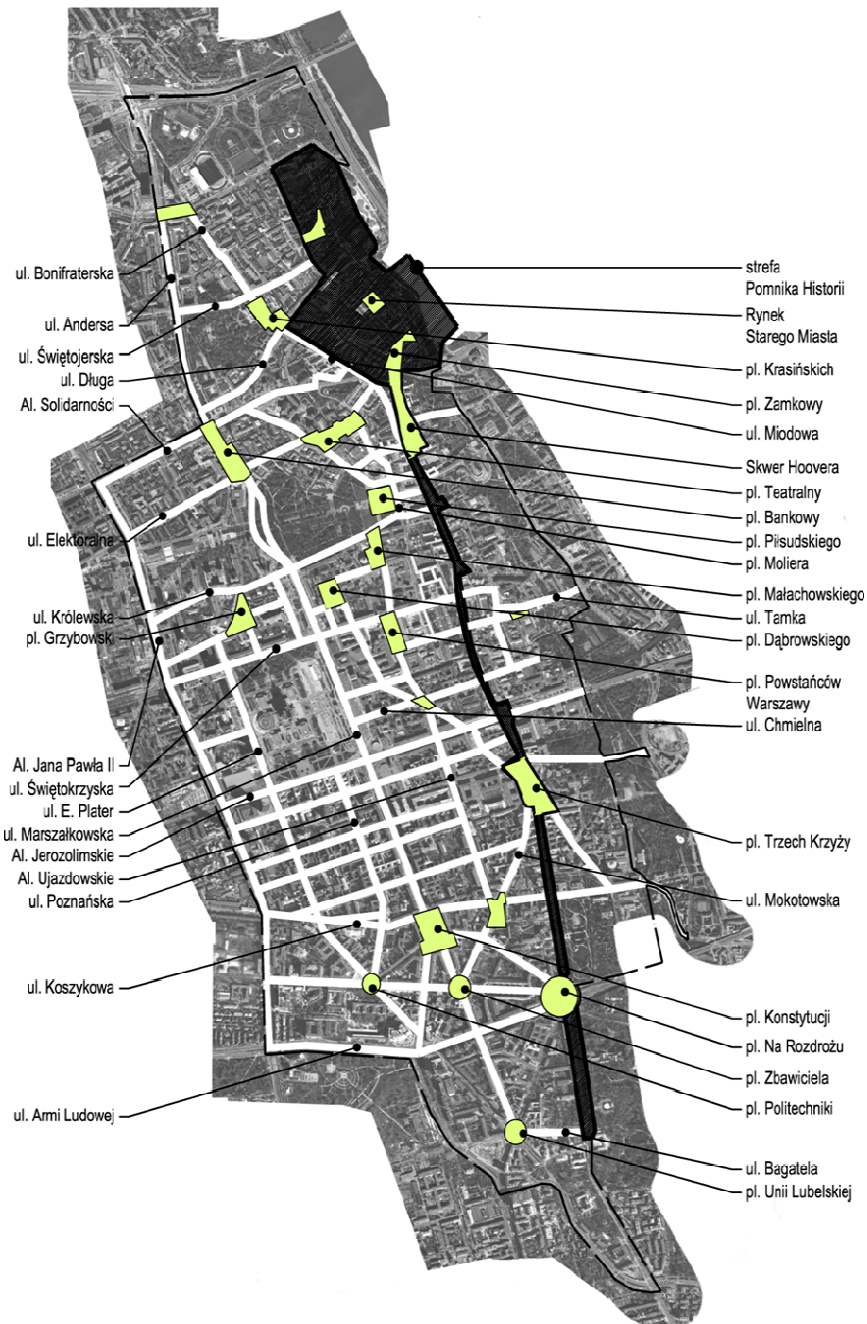 ul. Bonifraterska
ul. Andersa
ul. Świętojerska
ul. Długa
Al. Solidarności
ul. Elektoralna
ul. Królewska
pl. Grzybowski
Al. Jana Pawła II
ul. Świętokrzyska
ul. E. Plater
ul. Marszałkowska
Al. Jerozolimskie
Al. Ujazdowskie
ul. Poznańska
ul. Koszykowa
ul. Armi Ludowej
strefa
Pomnika Historii
Rynek
Starego Miasta
pl. Krasińskich
pl. Zamkowy
ul. Miodowa
Skwer Hoovera
pl. Teatralny
pl. Bankowy
pl. Piłsudskiego
pl. Moliera
pl. Małachowskiego
ul. Tamka
pl. Dąbrowskiego
pl. Powstańców
Warszawy
ul. Chmielna
pl. Trzech Krzyży
ul. Mokotowska
pl. Konstytucji
pl. Na Rozdrożu
pl. Zbawiciela
pl. Politechniki
ul. Bagatela
pl. Unii Lubelskiej